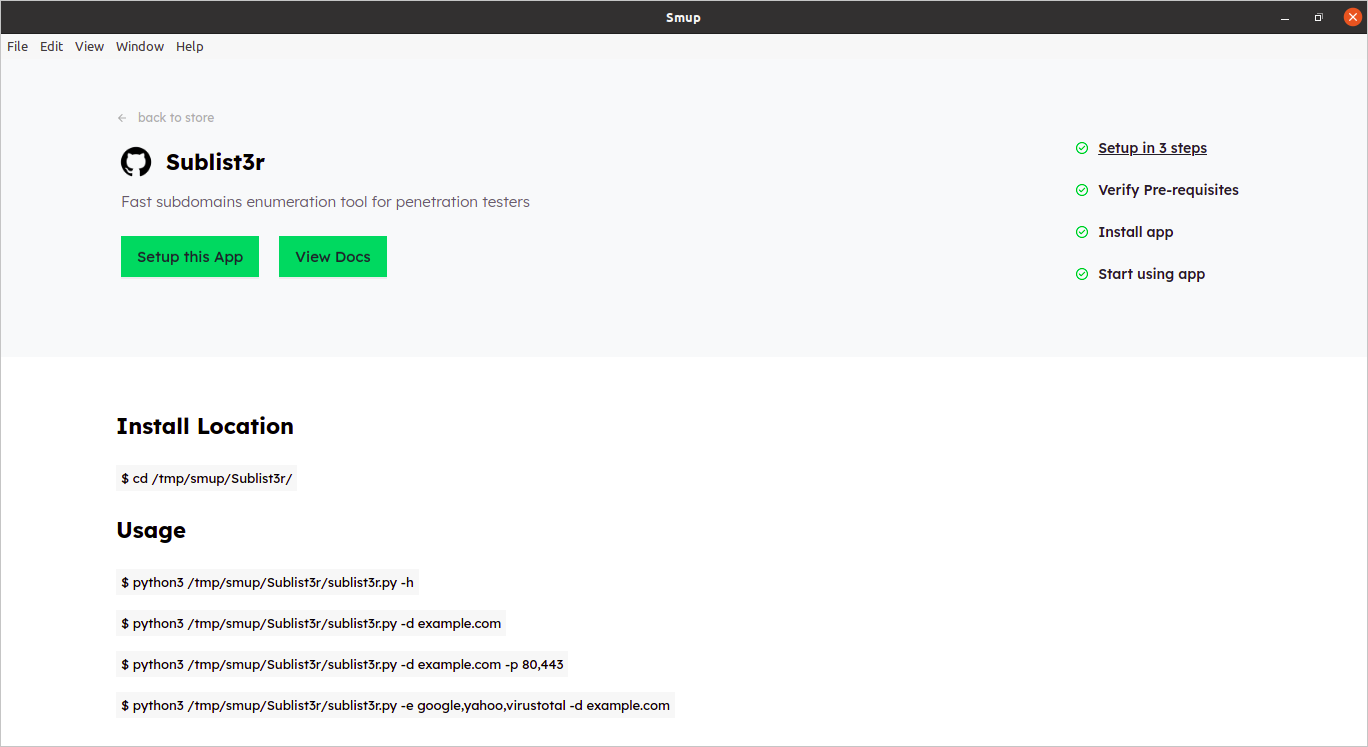 Smup
File Edit View Window Help
← back to store
Sublist3r
Fast subdomains enumeration tool for penetration testers
Setup this App View Docs
Setup in 3 steps
Verify Pre-requisites
Install app
Start using app
Install Location
$ cd /tmp/smup/Sublist3r/
Usage
$ python3 /tmp/smup/Sublist3r/sublist3r.py -h
$ python3 /tmp/smup/Sublist3r/sublist3r.py -d example.com
$ python3 /tmp/smup/Sublist3r/sublist3r.py -d example.com -p 80,443
$ python3 /tmp/smup/Sublist3r/sublist3r.py -e google,yahoo,virustotal -d example.com